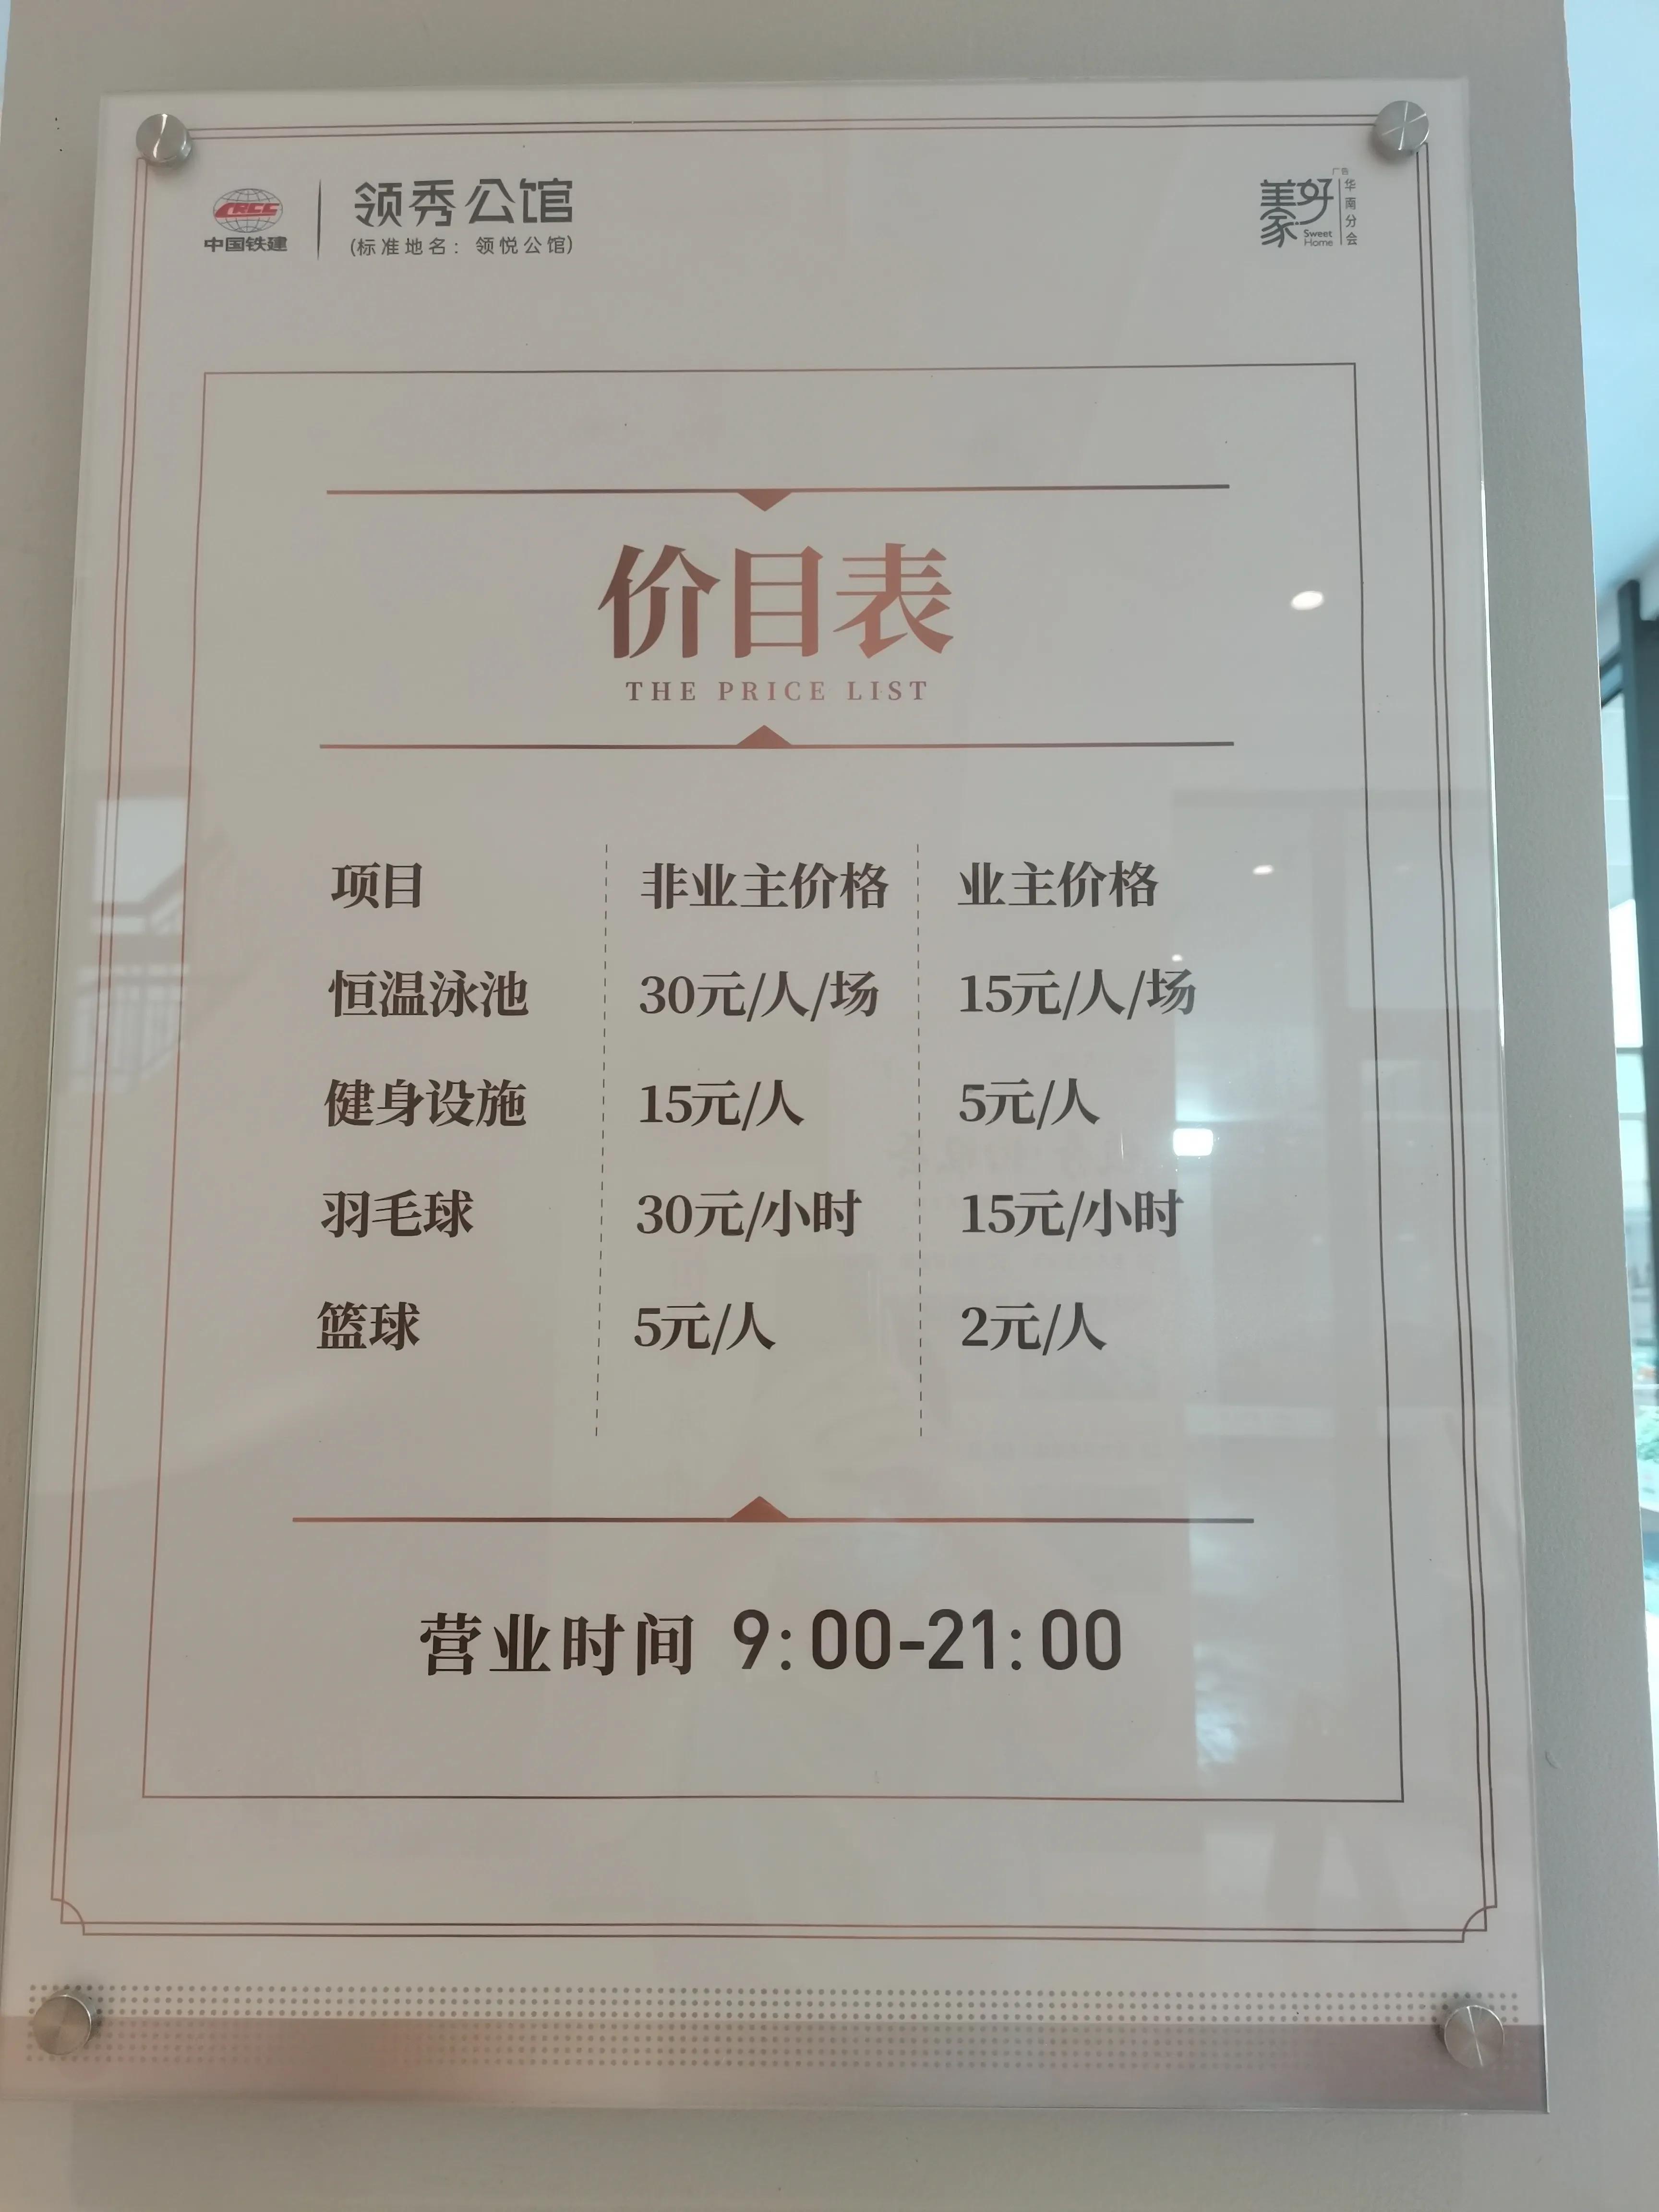 CRCC
中国铁建
领秀公馆
(标准地名：领悦公馆)
广告
美好家
Sweet
Home
华南分会
价目表
THE PRICE LIST
项目 非业主价格 业主价格
恒温泳池 30元/人/场 15元/人/场
健身设施 15元/人 5元/人
羽毛球 30元/小时 15元/小时
篮球 5元/人 2元/人
营业时间 9:00-21:00